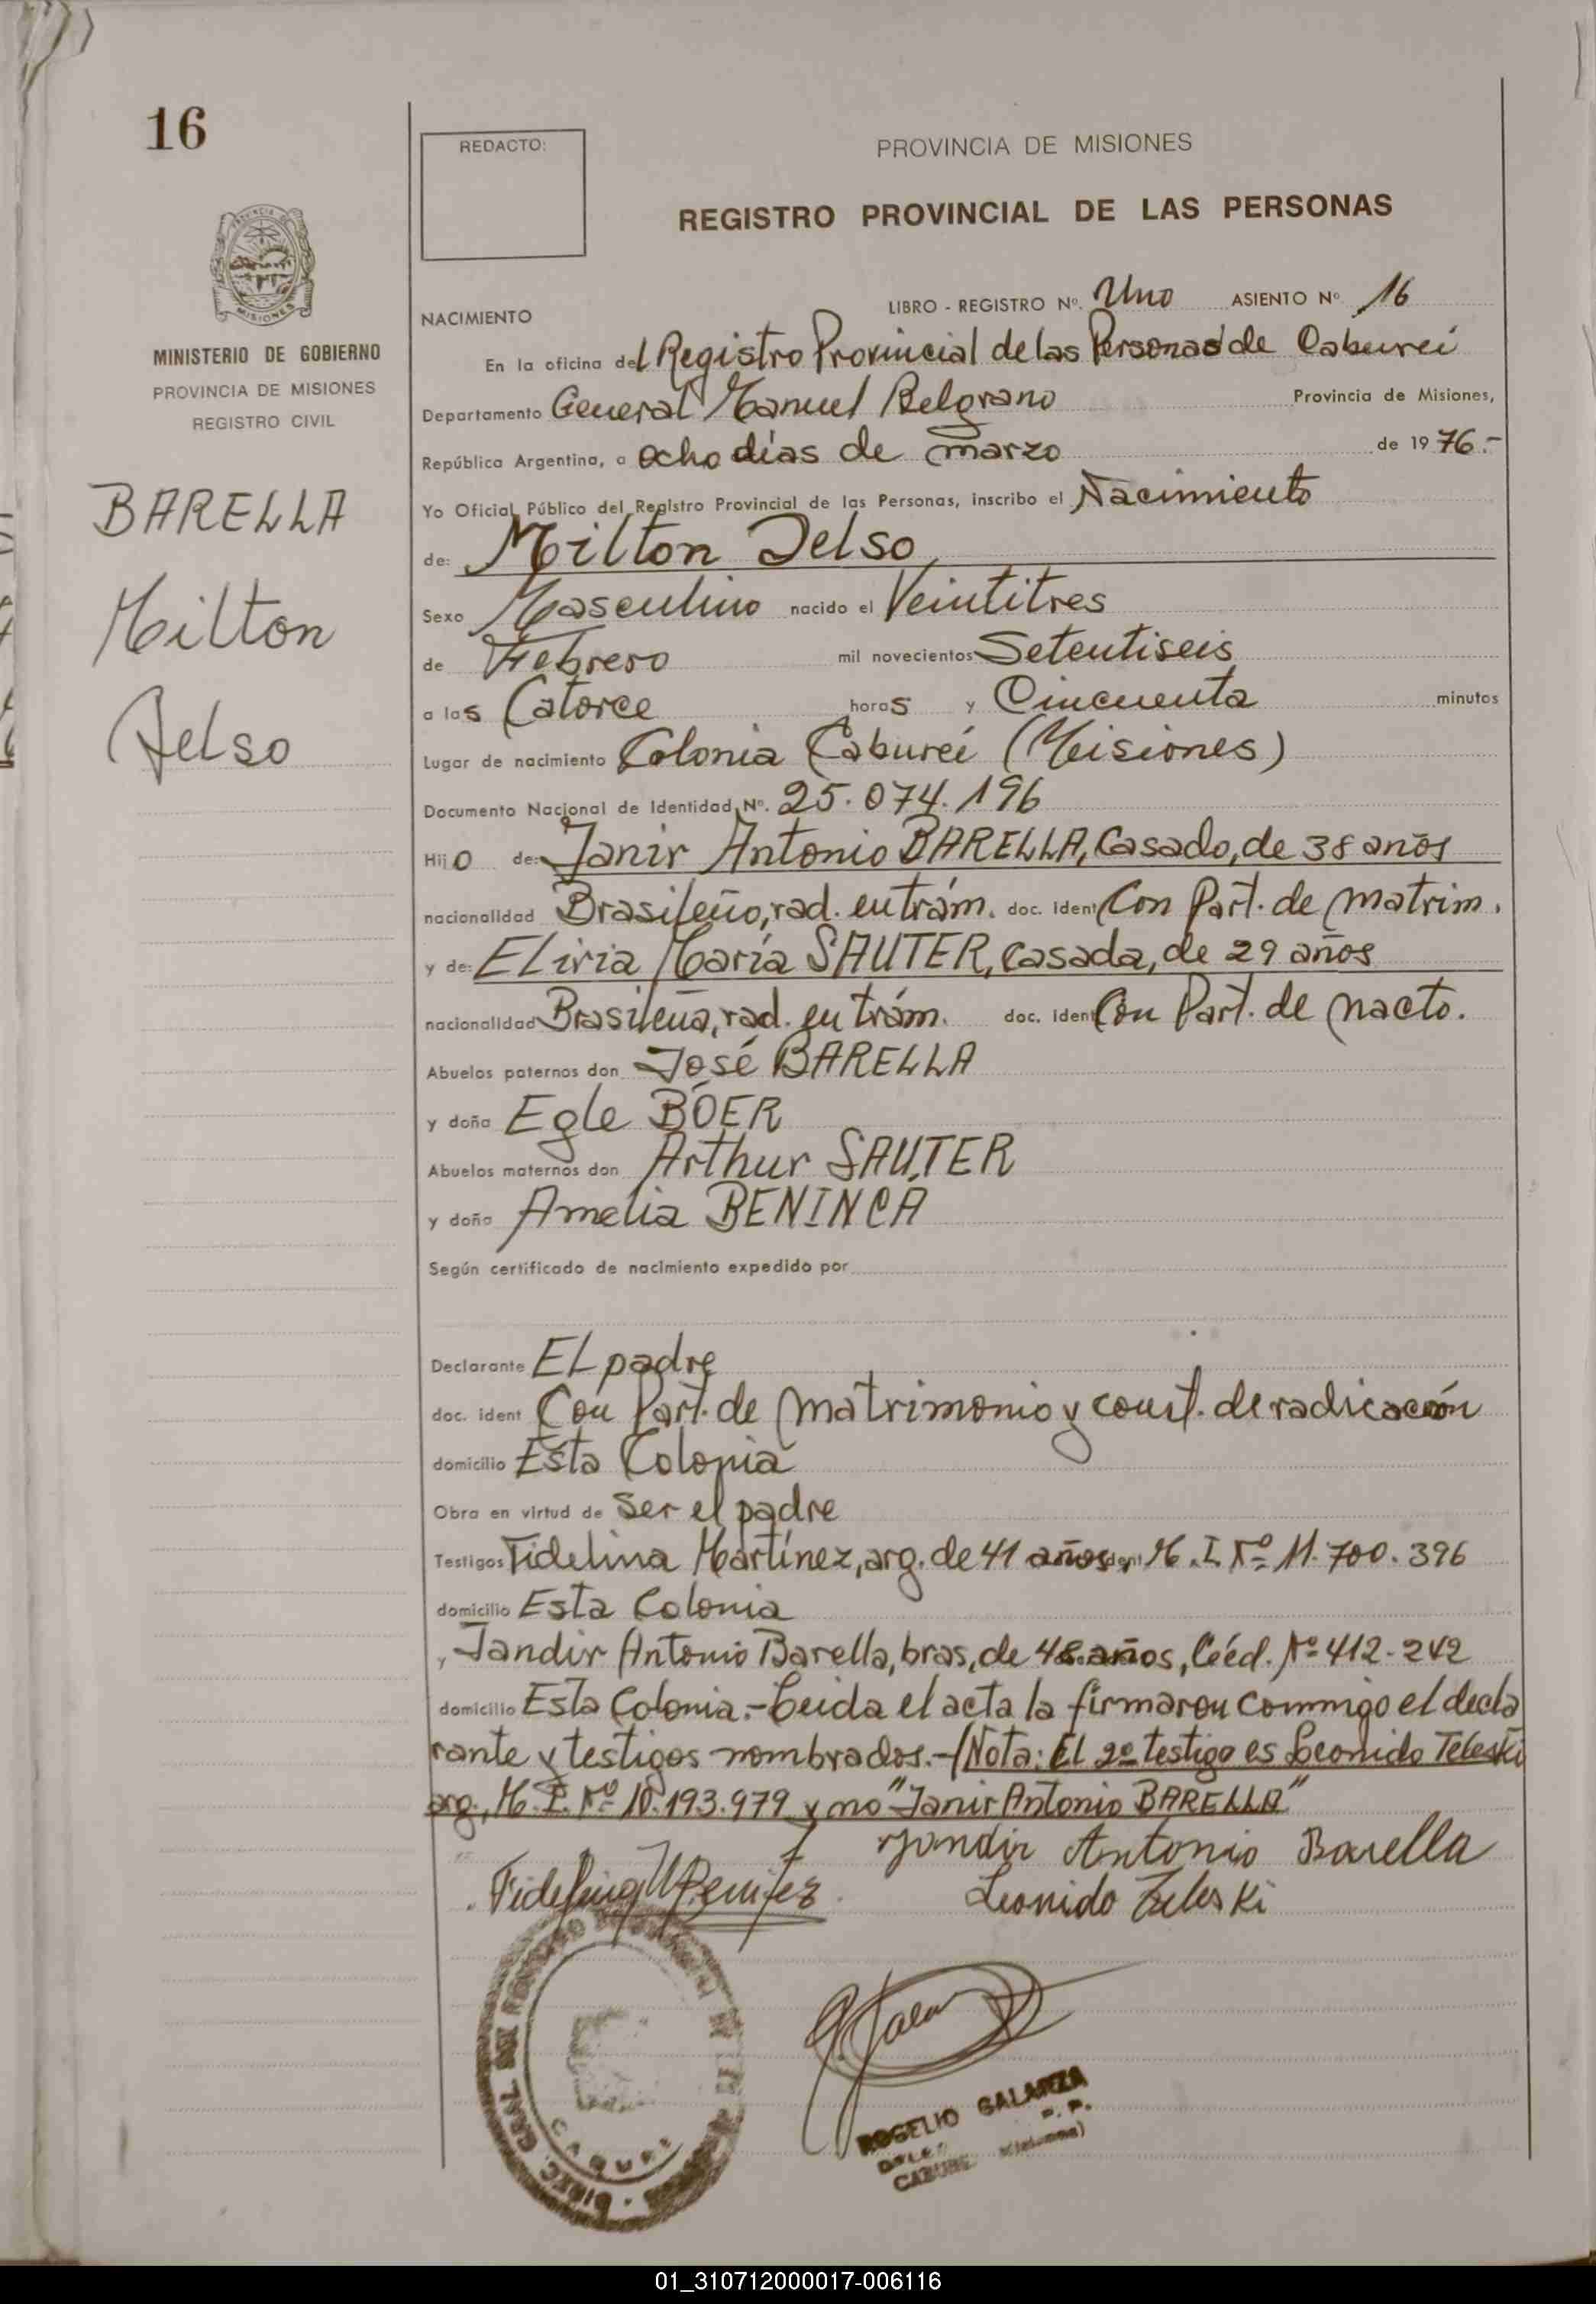 16
REDACTO:
PROVINCIA DE MISIONES
REGISTRO PROVINCIAL DE LAS PERSONAS
MISIONES
MINISTERIO DE GOBIERNO
PROVINCIA DE MISIONES
REGISTRO CIVIL
BARELLA
Milton
Jelso
NACIMIENTO
LIBRO - REGISTRO Nº. Uno ASIENTO Nº 16
En la oficina del Registro Provincial de las Personas de Caburei
Departamento General Manuel Belgrano Provincia de Misiones,
República Argentina, a ocho días de marzo de 1976.-
Yo Oficial Público del Registro Provincial de las Personas, inscribo el Nacimiento
de: Milton Jelso
Sexo Masculino nacido el Veintitres
de Febrero mil novecientos Setentiseis
a las Catorce horas y Cincuenta minutos
Lugar de nacimiento Colonia Caburei (Misiones)
Documento Nacional de Identidad Nº. 25.074.196
Hijo de: Janir Antonio BARELLA, Casado, de 38 años
nacionalidad Brasileño, rad. en trám. doc. ident Con Part. de matrim.
y de: Eliria María SAUTER, casada, de 29 años
nacionalidad Brasileña, rad. en trám. doc. ident Con Part. de nacto.
Abuelos paternos don José BARELLA
y doña Egle BÓER
Abuelos maternos don Arthur SAUTER
y doña Amelia BENINCÁ
Según certificado de nacimiento expedido por
Declarante El padre
doc. ident Con Part. de matrimonio y const. de radicación
domicilio Esta Colonia
Obra en virtud de Ser el padre
Testigos Fidelina Martínez, arg. de 41 años, ident M.I. Nº 11.700.396
domicilio Esta Colonia
, Jandir Antonio Barella, bras, de 48 años, Céd. Nº 412.242
domicilio Esta Colonia.- Leida el acta la firmaron conmigo el decla
rante y testigos nombrados.- (Nota: El 2º testigo es Leonido Teleski
arg., M.I. Nº 10.193.979 y no "Janir Antonio BARELLA"
Jandir Antonio Barella
Leonido Teleski
ROGELIO GALARZA
01_310712000017-006116